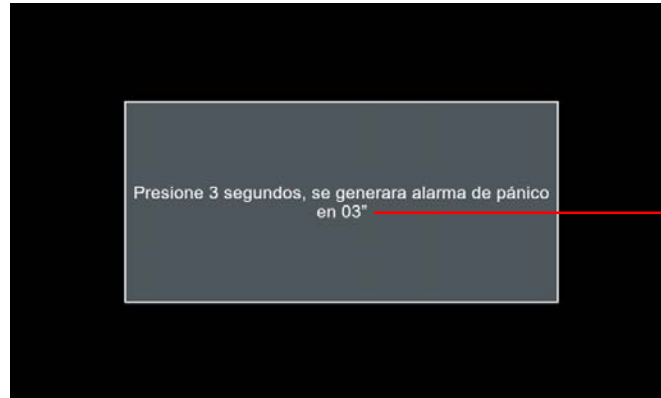 Presione 3 segundos, se generara alarma de pánico
en 03"